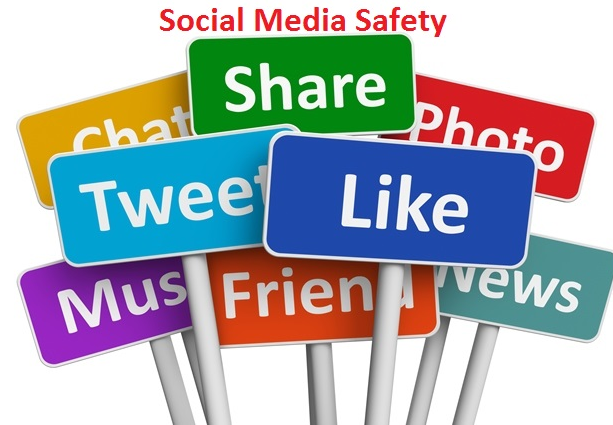 Social Media Safety
Share
Chat
Photo
Tweet
Like
Mus
Friend
News